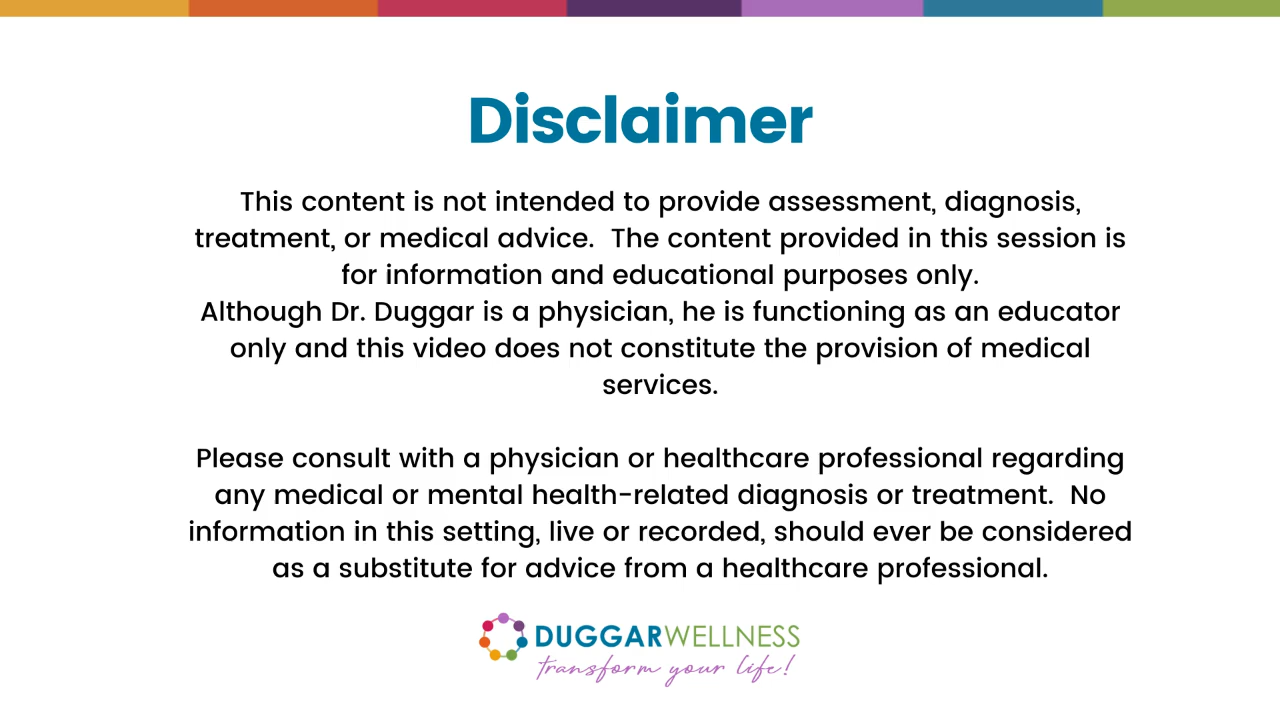 Disclaimer
This content is not intended to provide assessment, diagnosis,
treatment, or medical advice.  The content provided in this session is
for information and educational purposes only.
Although Dr. Duggar is a physician, he is functioning as an educator
only and this video does not constitute the provision of medical
services.
Please consult with a physician or healthcare professional regarding
any medical or mental health-related diagnosis or treatment.  No
information in this setting, live or recorded, should ever be considered
as a substitute for advice from a healthcare professional.
DUGGARWELLNESS
transform your life!